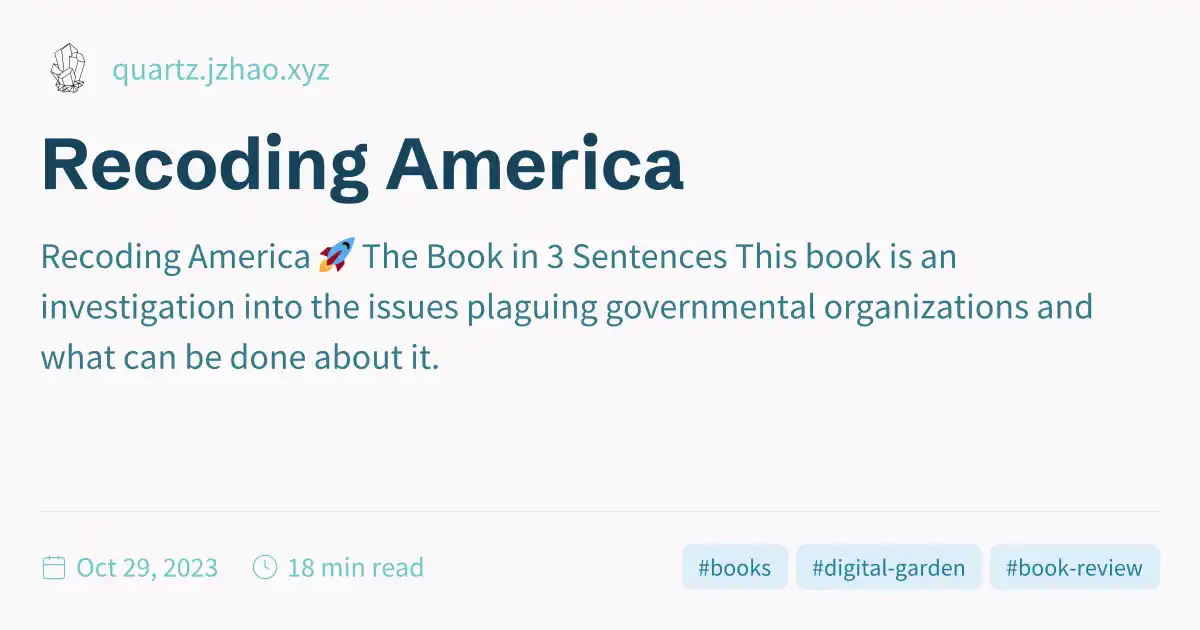 quartz.jzhao.xyz
Recoding America
Recoding America 🚀 The Book in 3 Sentences This book is an
investigation into the issues plaguing governmental organizations and
what can be done about it.
Oct 29, 2023 18 min read #books #digital-garden #book-review